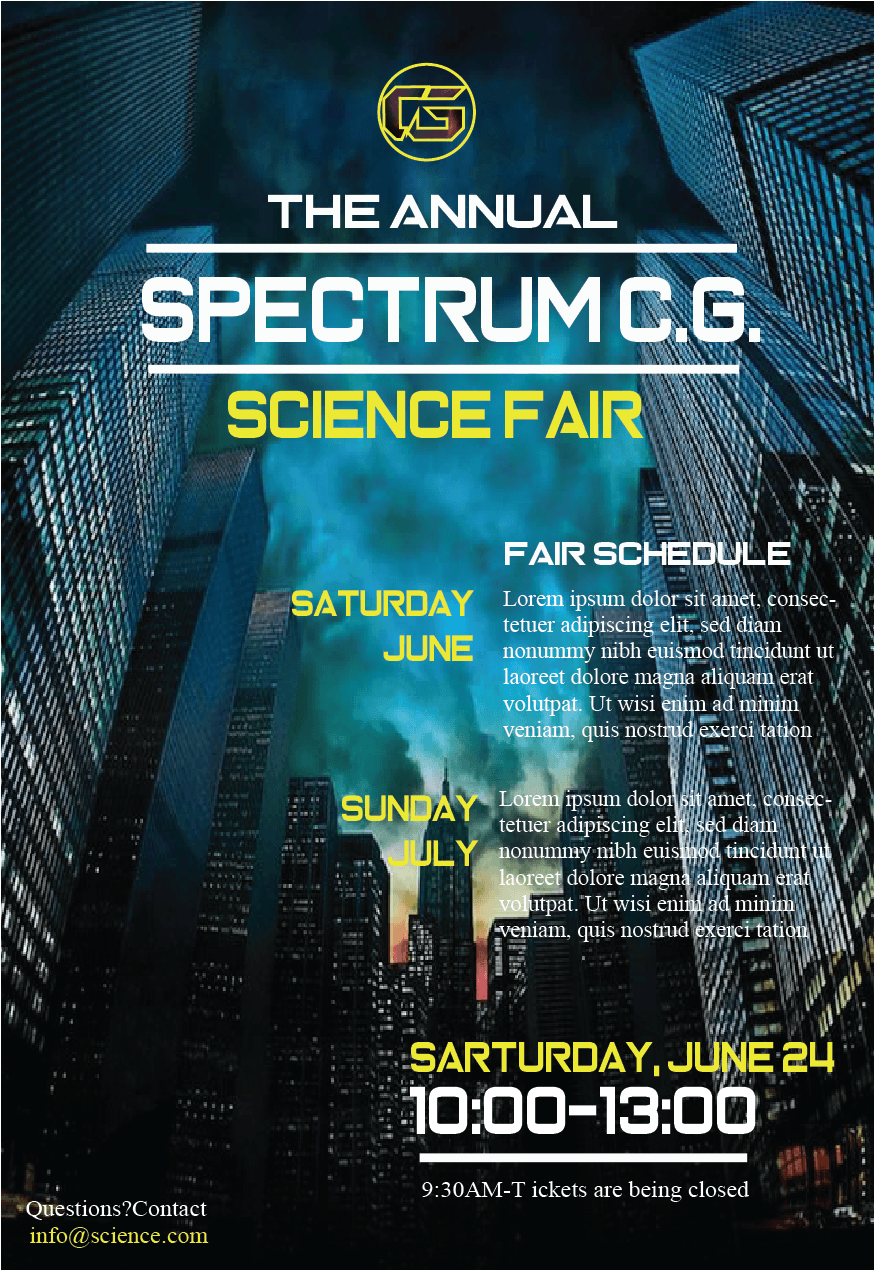 CG
THE ANNUAL
SPECTRUM C.G.
SCIENCE FAIR
FAIR SCHEDULE
SATURDAY
JUNE
Lorem ipsum dolor sit amet, consec-
tetuer adipiscing elit, sed diam
nonummy nibh euismod tincidunt ut
laoreet dolore magna aliquam erat
volutpat. Ut wisi enim ad minim
veniam, quis nostrud exerci tation
SUNDAY
JULY
Lorem ipsum dolor sit amet, consec-
tetuer adipiscing elit, sed diam
nonummy nibh euismod tincidunt ut
laoreet dolore magna aliquam erat
volutpat. Ut wisi enim ad minim
veniam, quis nostrud exerci tation
SARTURDAY, JUNE 24
10:00-13:00
9:30AM-T ickets are being closed
Questions?Contact
info@science.com